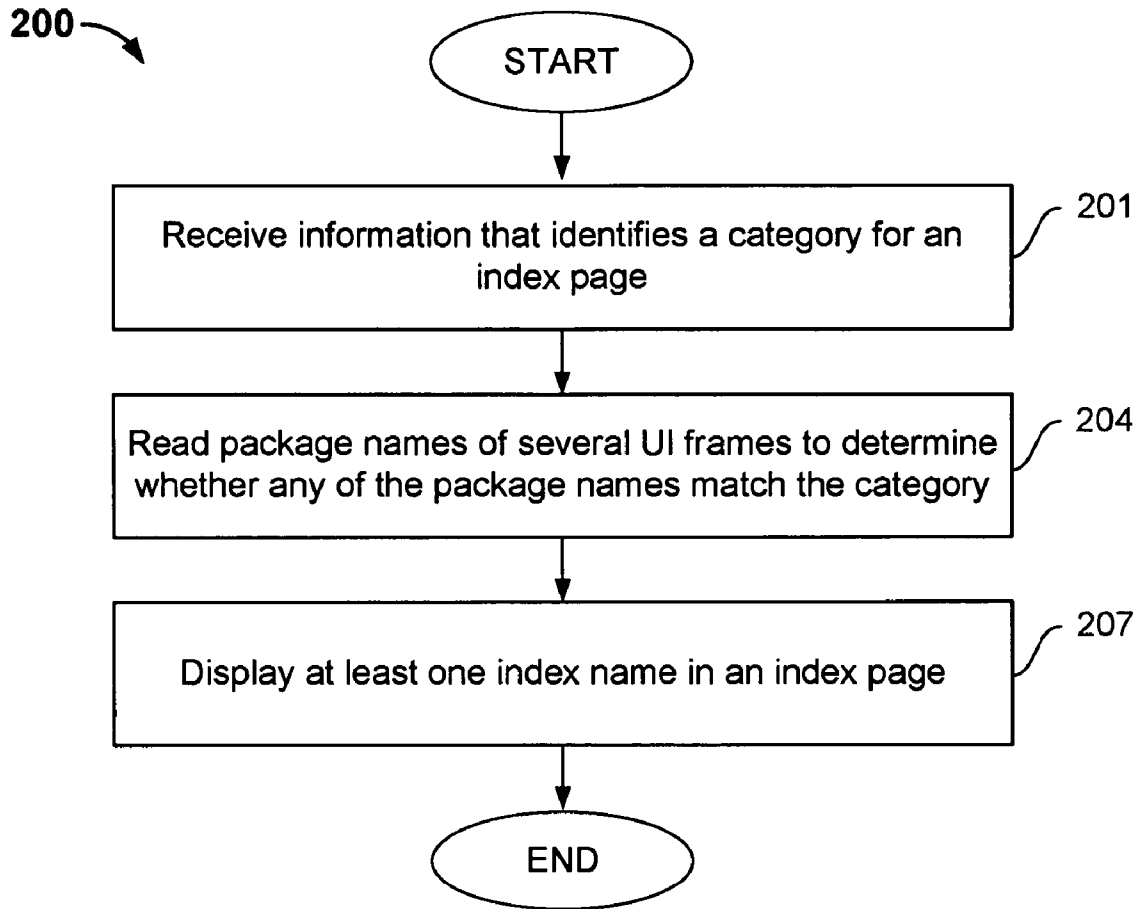 200
START
Receive information that identifies a category for an
index page
201
Read package names of several UI frames to determine
whether any of the package names match the category
204
Display at least one index name in an index page
207
END